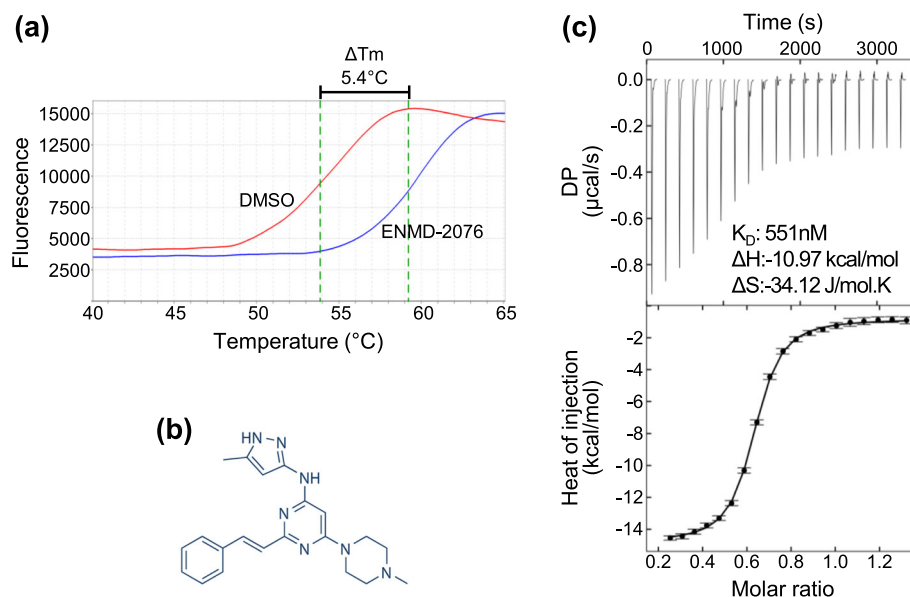 (a)
ΔTm
5.4°C
Fluorescence
15000
12500
10000
7500
5000
2500
DMSO
ENMD-2076
40
45
50
55
60
65
Temperature (°C)
(b)
HN
N
NH
N
N
N
N
(c)
Time (s)
0
1000
2000
3000
DP
(µcal/s)
0.0
-0.2
-0.4
-0.6
-0.8
K_D: 551nM
ΔH:-10.97 kcal/mol
ΔS:-34.12 J/mol.K
Heat of injection
(kcal/mol)
-2
-4
-6
-8
-10
-12
-14
0.2
0.4
0.6
0.8
1.0
1.2
Molar ratio